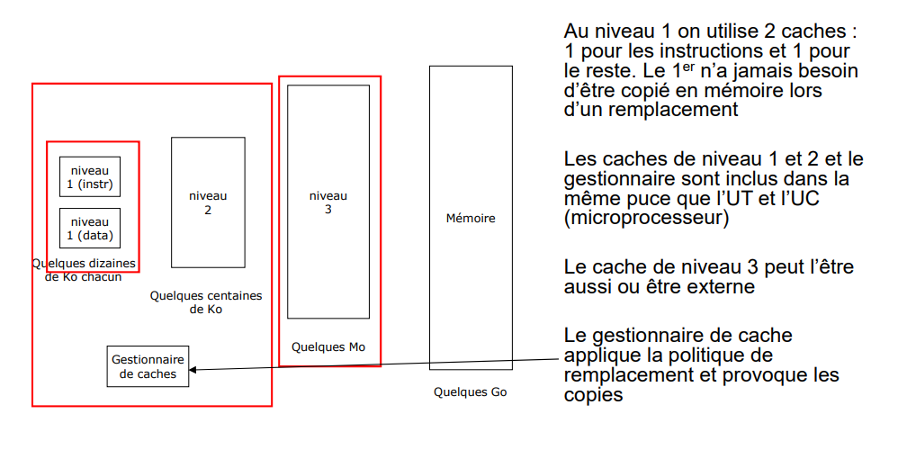 Au niveau 1 on utilise 2 caches :
1 pour les instructions et 1 pour
le reste. Le 1er n’a jamais besoin
d’être copié en mémoire lors
d’un remplacement
Les caches de niveau 1 et 2 et le
gestionnaire sont inclus dans la
même puce que l’UT et l’UC
(microprocesseur)
Le cache de niveau 3 peut l’être
aussi ou être externe
Le gestionnaire de cache
applique la politique de
remplacement et provoque les
copies
niveau
1 (instr)
niveau
1 (data)
Quelques dizaines
de Ko chacun
niveau
2
Quelques centaines
de Ko
niveau
3
Quelques Mo
Mémoire
Quelques Go
Gestionnaire
de caches